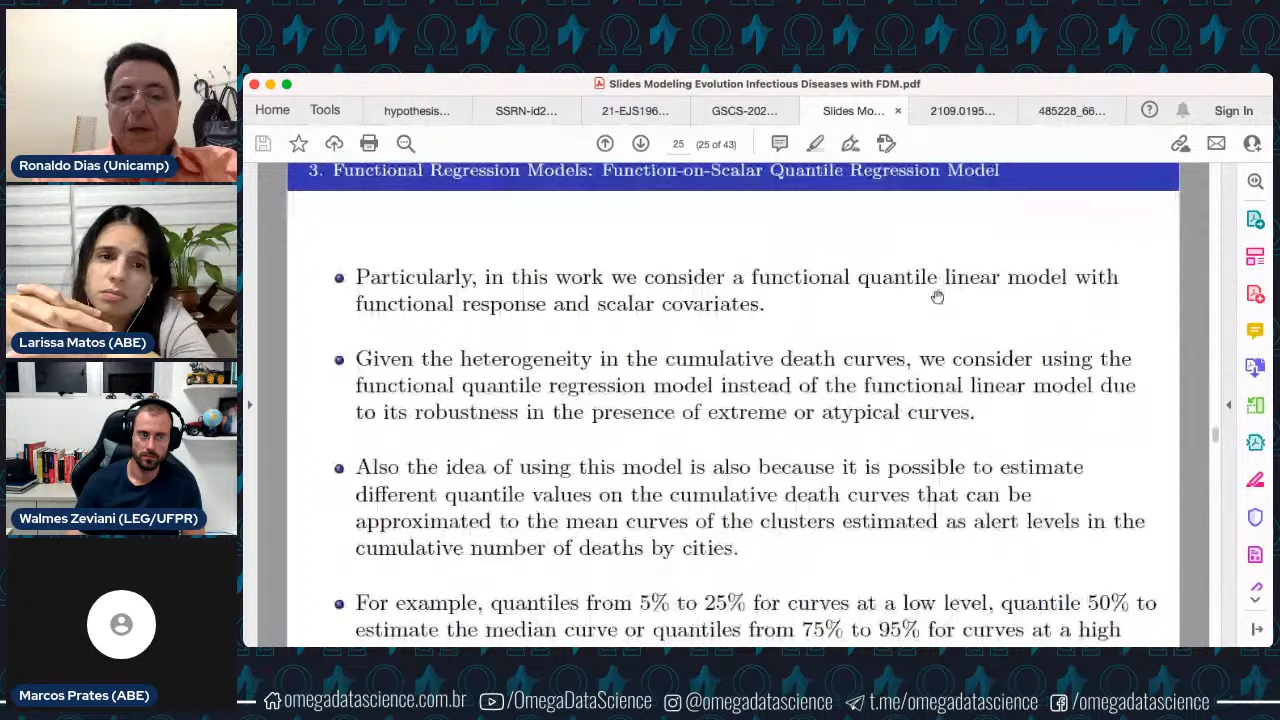 Ronaldo Dias (Unicamp)
Larissa Matos (ABE)
Walmes Zeviani (LEG/UFPR)
Marcos Prates (ABE)
Slides Modeling Evolution Infectious Diseases with FDM.pdf
Home Tools hypothesis... SSRN-id2... 21-EJS196... GSCS-202... Slides Mo... × 2109.0195... 485228_66... Sign In
25 (25 of 43)
3. Functional Regression Models: Function-on-Scalar Quantile Regression Model
Particularly, in this work we consider a functional quantile linear model with
functional response and scalar covariates.
Given the heterogeneity in the cumulative death curves, we consider using the
functional quantile regression model instead of the functional linear model due
to its robustness in the presence of extreme or atypical curves.
Also the idea of using this model is also because it is possible to estimate
different quantile values on the cumulative death curves that can be
approximated to the mean curves of the clusters estimated as alert levels in the
cumulative number of deaths by cities.
For example, quantiles from 5% to 25% for curves at a low level, quantile 50% to
estimate the median curve or quantiles from 75% to 95% for curves at a high
omegadatascience.com.br /OmegaDataScience @omegadatascience t.me/omegadatascience /omegadatascience